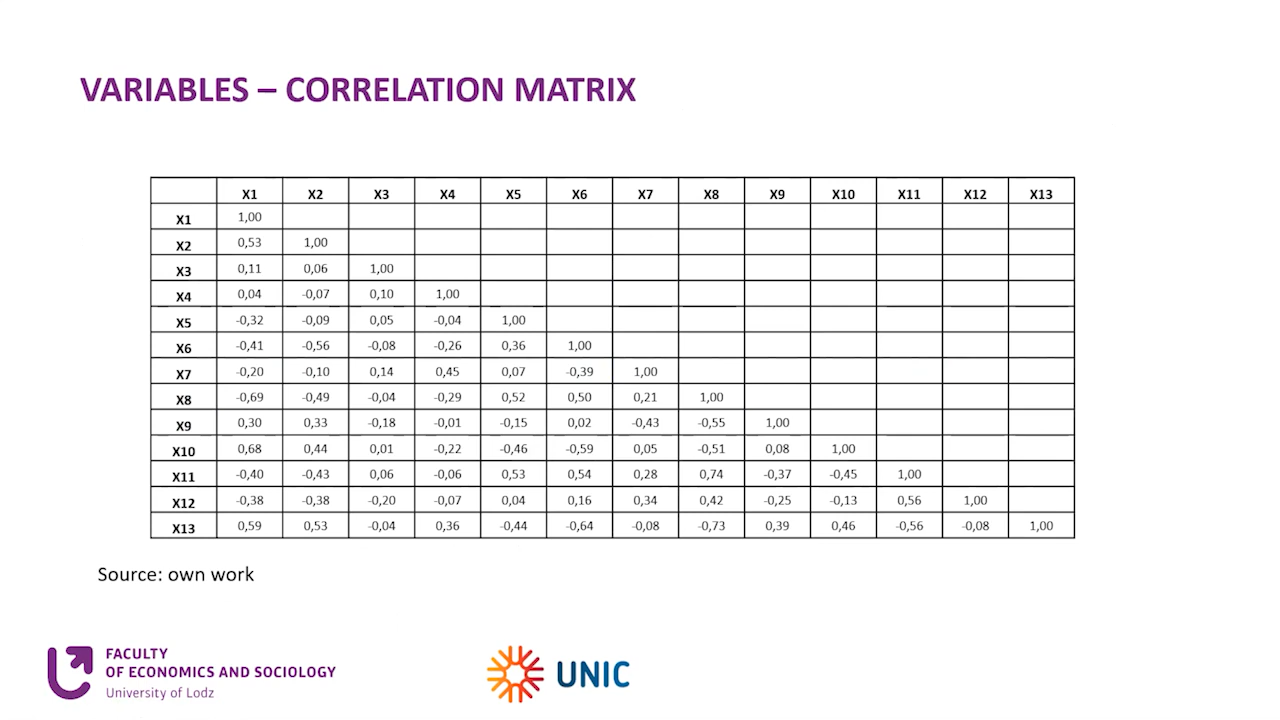 VARIABLES – CORRELATION MATRIX
X1 X2 X3 X4 X5 X6 X7 X8 X9 X10 X11 X12 X13
X1 1,00
X2 0,53 1,00
X3 0,11 0,06 1,00
X4 0,04 -0,07 0,10 1,00
X5 -0,32 -0,09 0,05 -0,04 1,00
X6 -0,41 -0,56 -0,08 -0,26 0,36 1,00
X7 -0,20 -0,10 0,14 0,45 0,07 -0,39 1,00
X8 -0,69 -0,49 -0,04 -0,29 0,52 0,50 0,21 1,00
X9 0,30 0,33 -0,18 -0,01 -0,15 0,02 -0,43 -0,55 1,00
X10 0,68 0,44 0,01 -0,22 -0,46 -0,59 0,05 -0,51 0,08 1,00
X11 -0,40 -0,43 0,06 -0,06 0,53 0,54 0,28 0,74 -0,37 -0,45 1,00
X12 -0,38 -0,38 -0,20 -0,07 0,04 0,16 0,34 0,42 -0,25 -0,13 0,56 1,00
X13 0,59 0,53 -0,04 0,36 -0,44 -0,64 -0,08 -0,73 0,39 0,46 -0,56 -0,08 1,00
Source: own work
FACULTY
OF ECONOMICS AND SOCIOLOGY
University of Lodz
UNIC